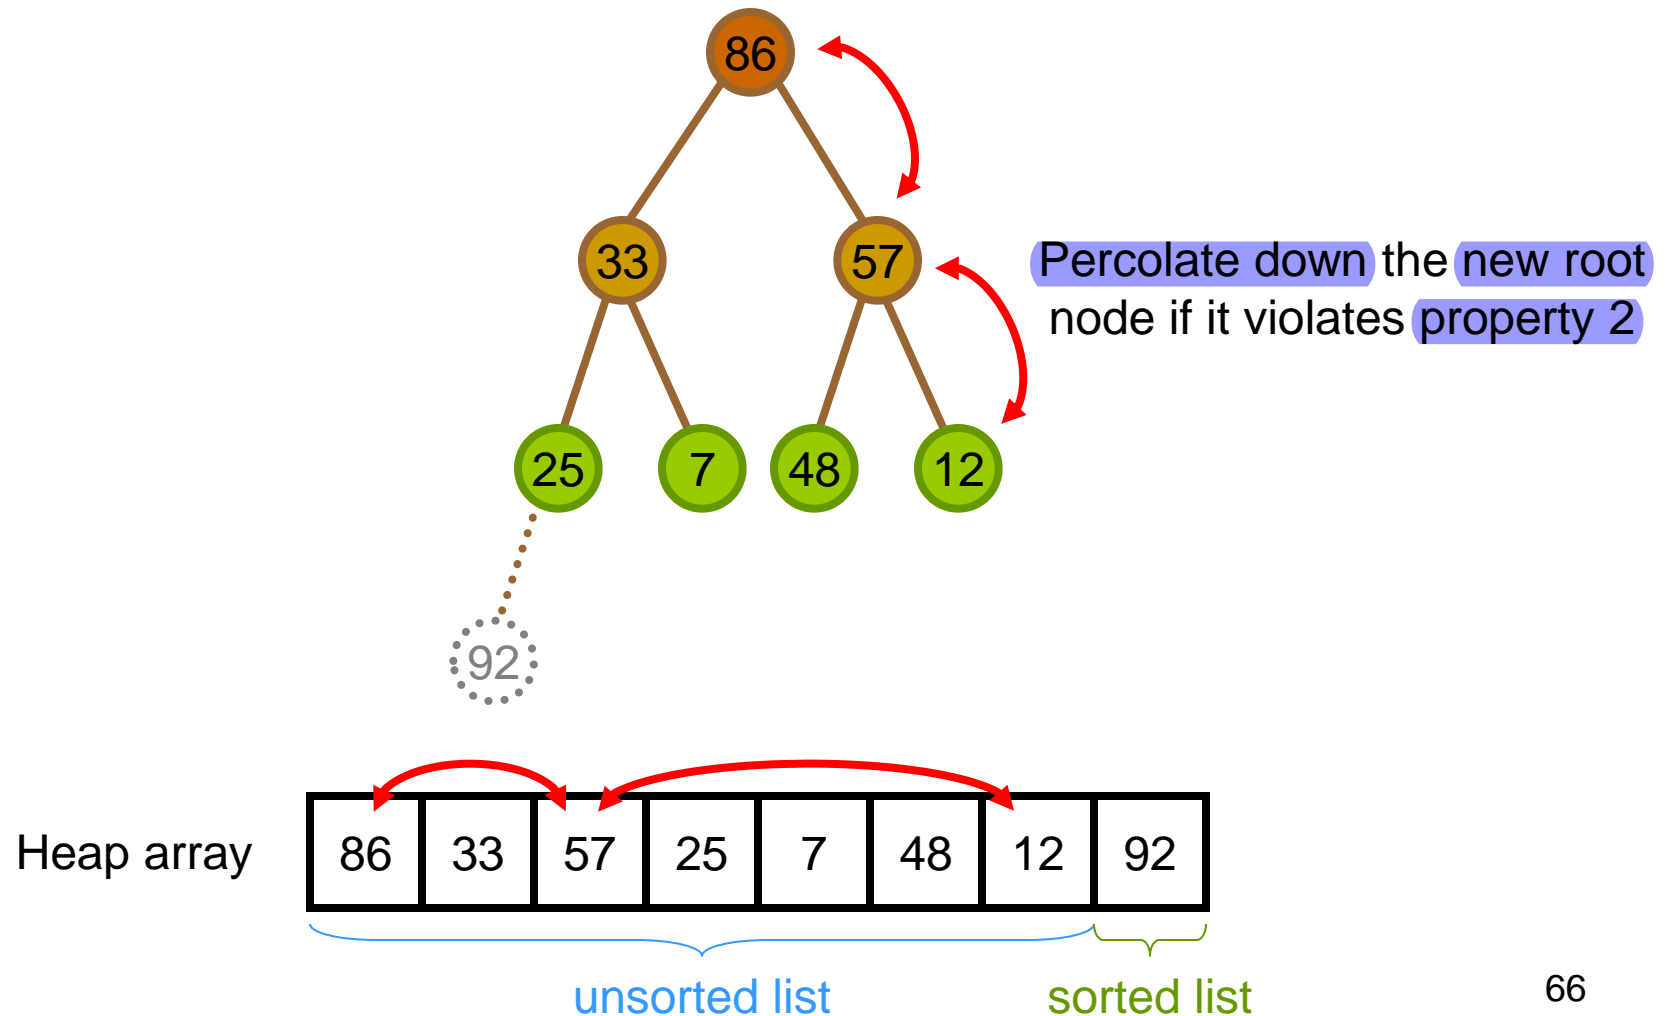 86
33 57
Percolate down the new root
node if it violates property 2
25 7 48 12
92
Heap array 86 33 57 25 7 48 12 92
unsorted list sorted list
66